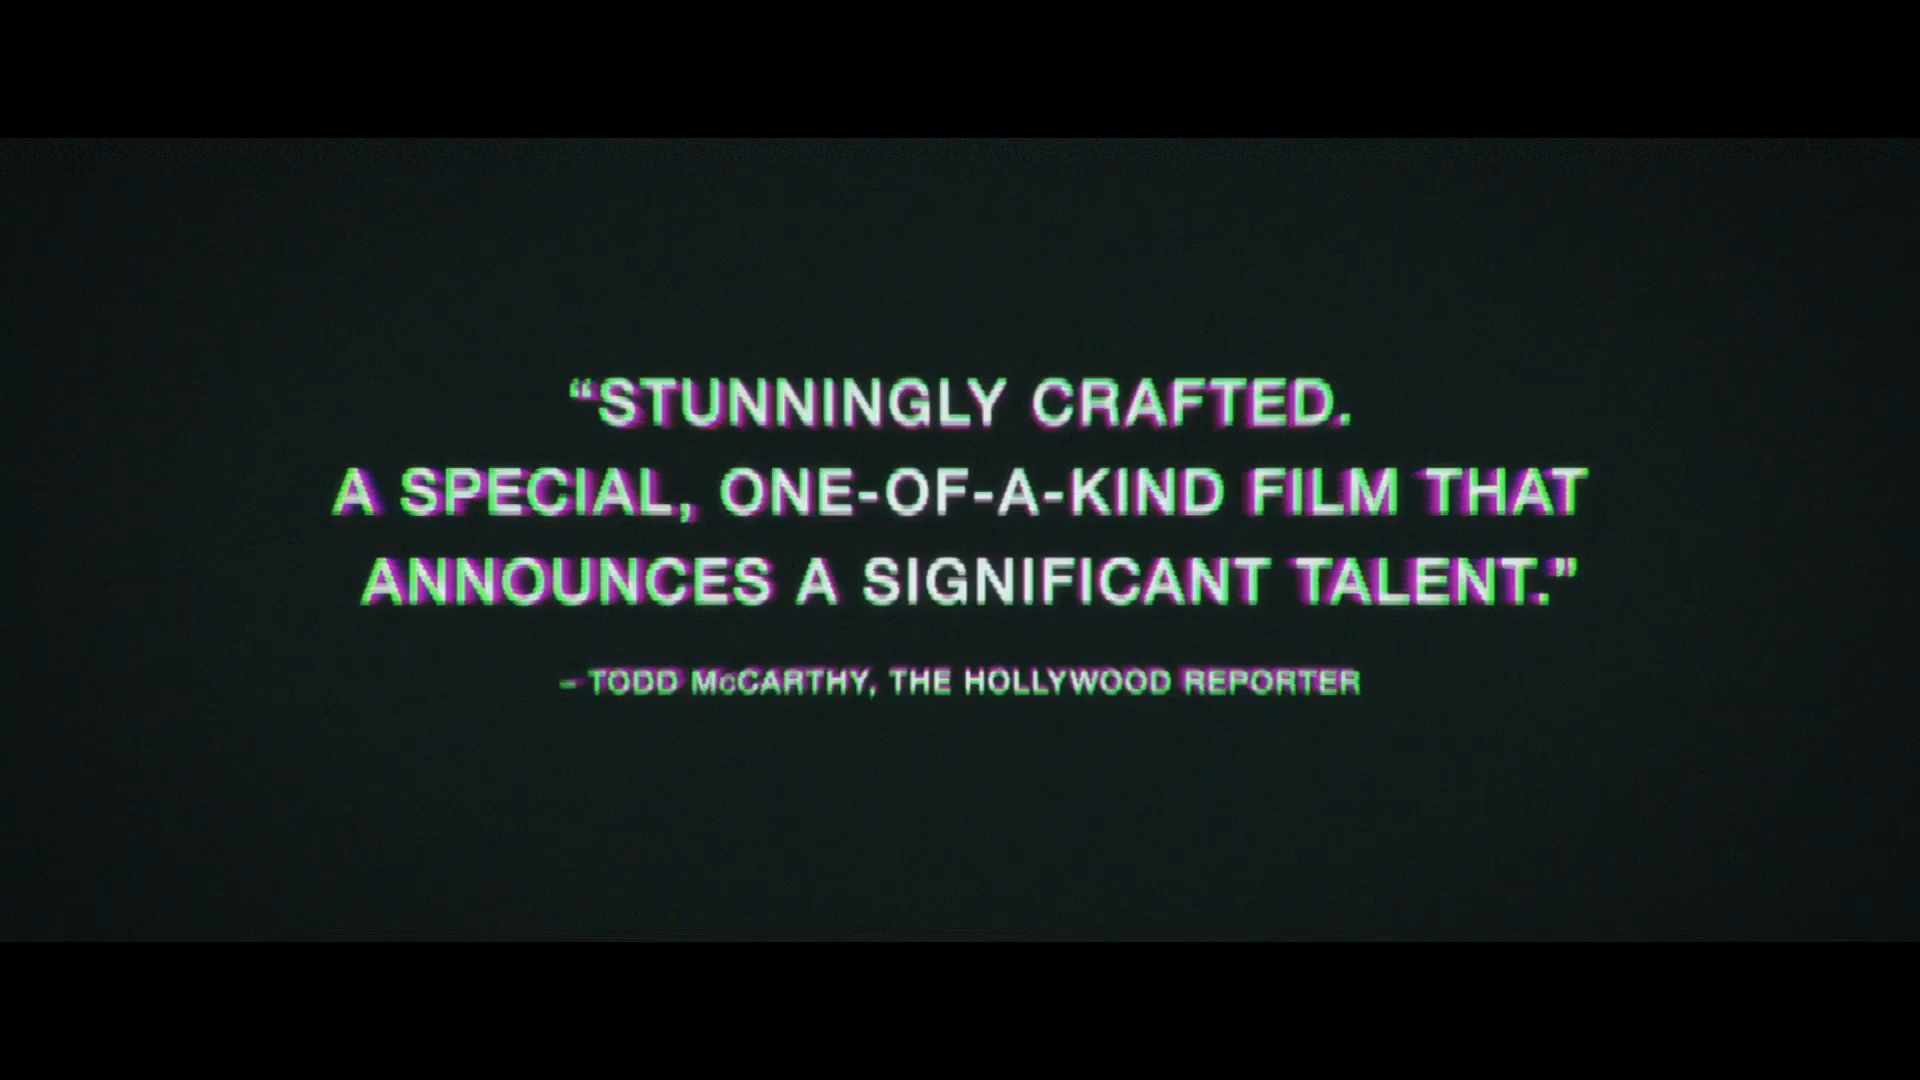 “STUNNINGLY CRAFTED.
A SPECIAL, ONE-OF-A-KIND FILM THAT
ANNOUNCES A SIGNIFICANT TALENT.”
– TODD McCARTHY, THE HOLLYWOOD REPORTER